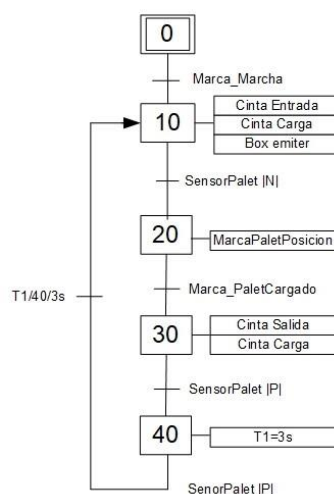 0
Marca_Marcha
10
Cinta Entrada
Cinta Carga
Box emiter
SensorPalet |N|
20
MarcaPaletPosicion
T1/40/3s
Marca_PaletCargado
30
Cinta Salida
Cinta Carga
SensorPalet |P|
40
T1=3s
SenorPalet |P|